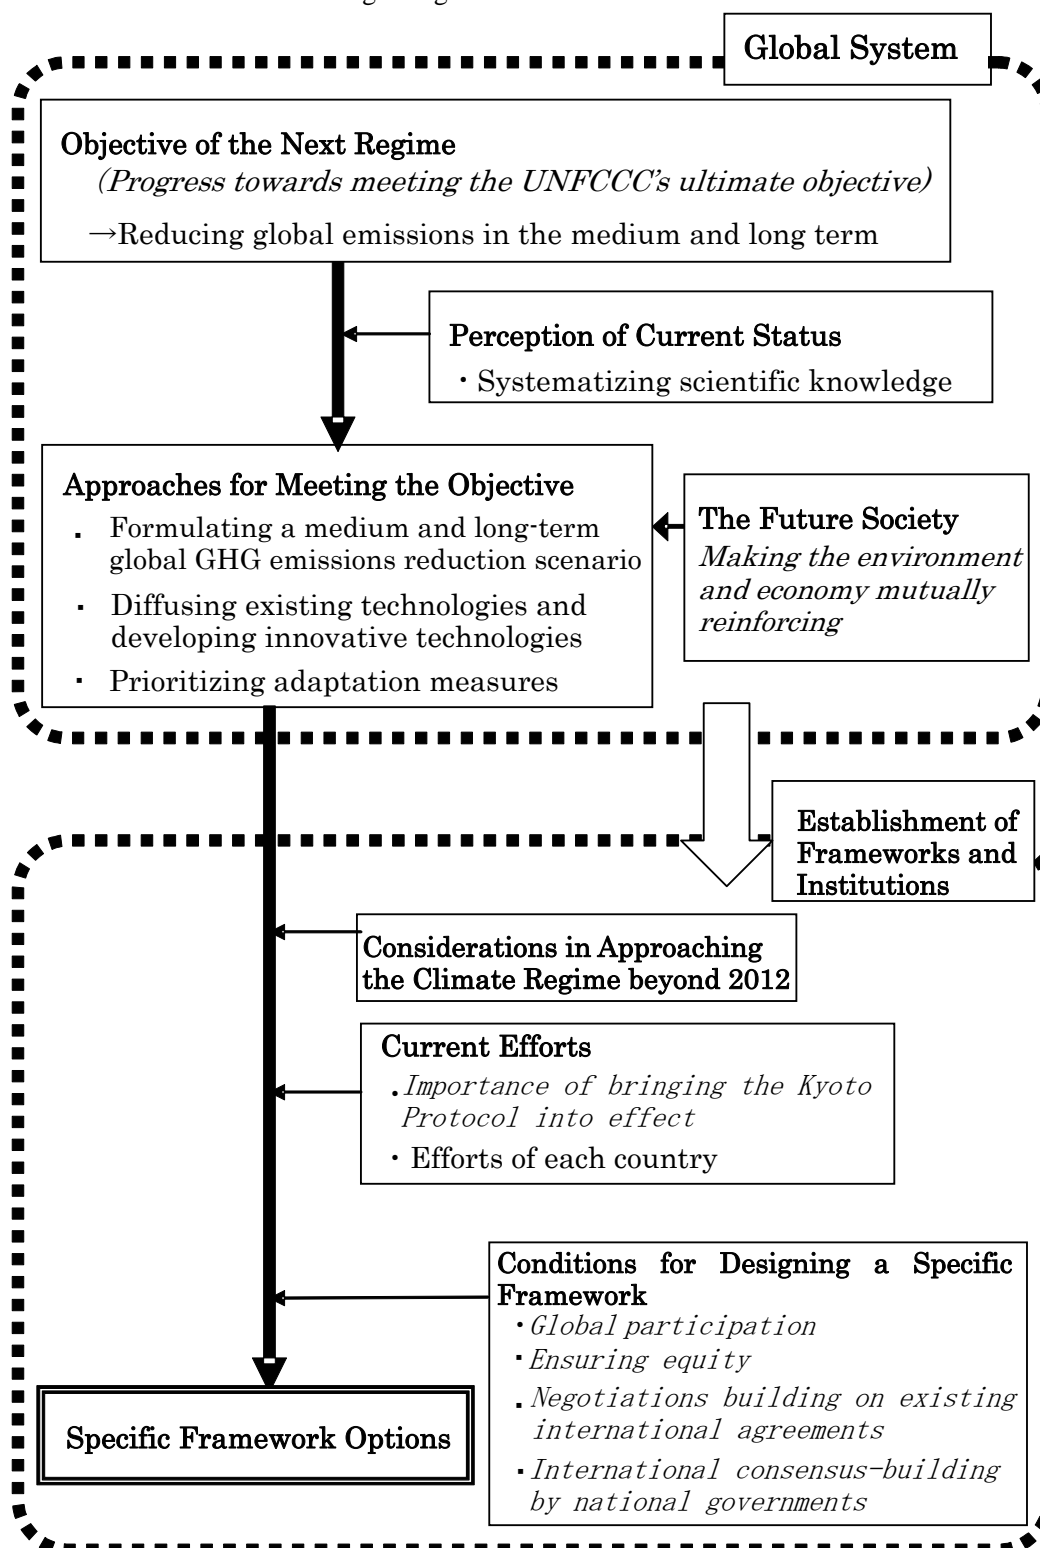 Global System
Objective of the Next Regime
(Progress towards meeting the UNFCCC's ultimate objective)
→Reducing global emissions in the medium and long term
Perception of Current Status
・Systematizing scientific knowledge
Approaches for Meeting the Objective
・ Formulating a medium and long-term
global GHG emissions reduction scenario
・ Diffusing existing technologies and
developing innovative technologies
・ Prioritizing adaptation measures
The Future Society
Making the environment
and economy mutually
reinforcing
Establishment of
Frameworks and
Institutions
Considerations in Approaching
the Climate Regime beyond 2012
Current Efforts
・Importance of bringing the Kyoto
Protocol into effect
・Efforts of each country
Conditions for Designing a Specific
Framework
・Global participation
・Ensuring equity
・Negotiations building on existing
international agreements
・International consensus-building
by national governments
Specific Framework Options